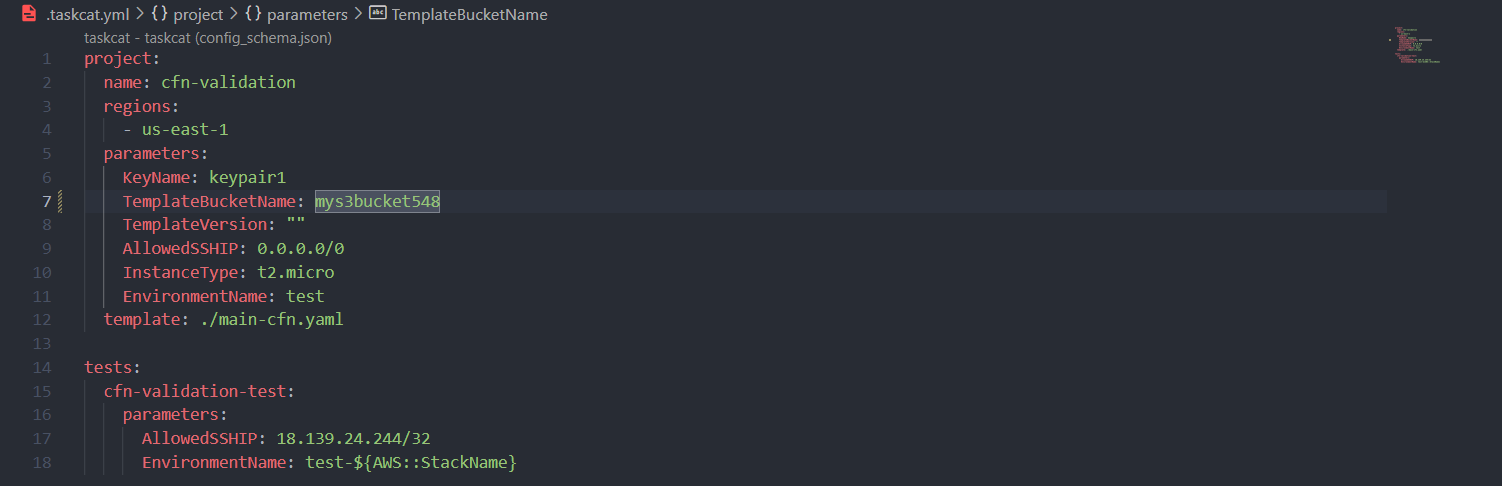 .taskcat.yml > {} project > {} parameters > abc TemplateBucketName
taskcat - taskcat (config_schema.json)
1 project:
2   name: cfn-validation
3   regions:
4     - us-east-1
5   parameters:
6     KeyName: keypair1
7     TemplateBucketName: mys3bucket548
8     TemplateVersion: ""
9     AllowedSSHIP: 0.0.0.0/0
10     InstanceType: t2.micro
11     EnvironmentName: test
12   template: ./main-cfn.yaml
13
14 tests:
15   cfn-validation-test:
16     parameters:
17       AllowedSSHIP: 18.139.24.244/32
18       EnvironmentName: test-${AWS::StackName}